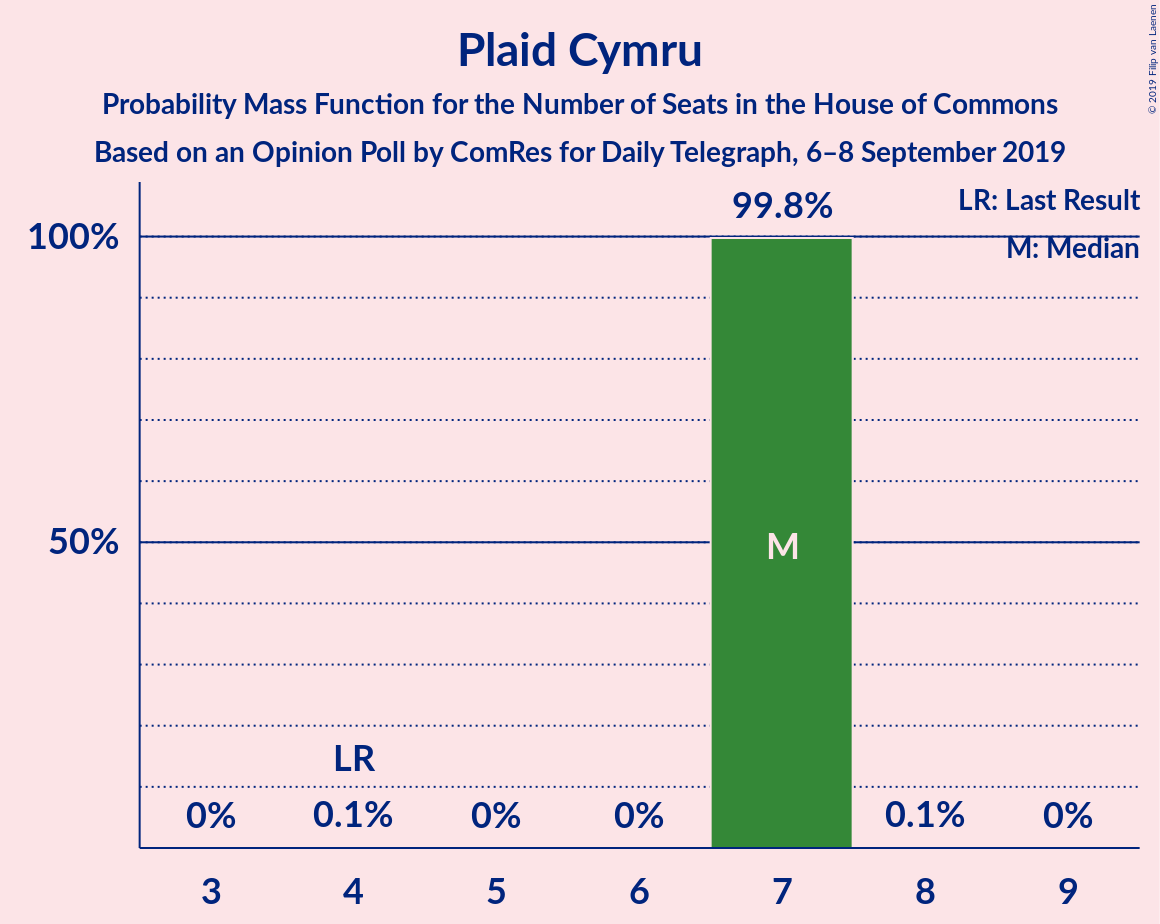 Plaid Cymru
Probability Mass Function for the Number of Seats in the House of Commons
Based on an Opinion Poll by ComRes for Daily Telegraph, 6–8 September 2019
© 2019 Filip van Laenen
LR: Last Result
M: Median
99.8%
100%
50%
M
LR
0% 0.1% 0% 0% 0.1% 0%
3 4 5 6 7 8 9